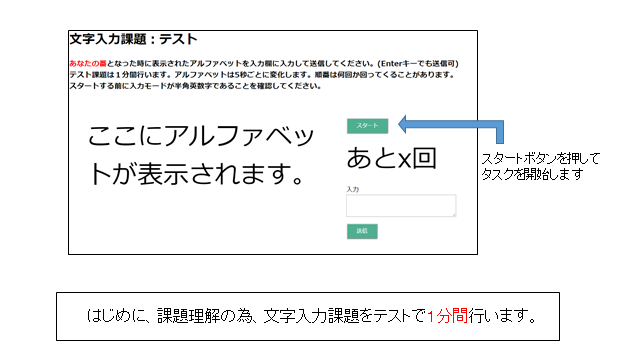 文字入力課題：テスト
あなたの番となった時に表示されたアルファベットを入力欄に入力して送信してください。(Enterキーでも送信可)
テスト課題は１分間行います。アルファベットは5秒ごとに変化します。順番は何回か回ってくることがあります。
スタートする前に入力モードが半角英数字であることを確認してください。
ここにアルファベッ
トが表示されます。
スタート
あとx回
入力
送信
スタートボタンを押して
タスクを開始します
はじめに、課題理解の為、文字入力課題をテストで1分間行います。